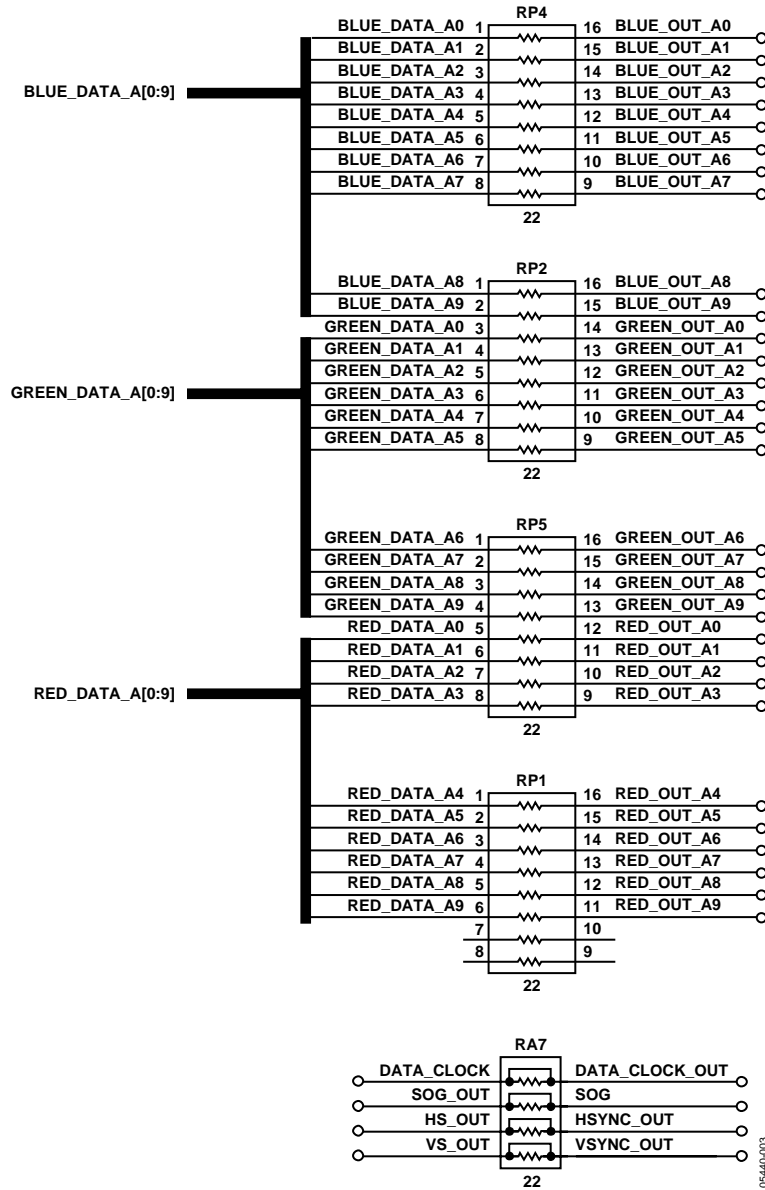 RP4
BLUE_DATA_A0 1 16 BLUE_OUT_A0
BLUE_DATA_A1 2 15 BLUE_OUT_A1
BLUE_DATA_A2 3 14 BLUE_OUT_A2
BLUE_DATA_A[0:9] BLUE_DATA_A3 4 13 BLUE_OUT_A3
BLUE_DATA_A4 5 12 BLUE_OUT_A4
BLUE_DATA_A5 6 11 BLUE_OUT_A5
BLUE_DATA_A6 7 10 BLUE_OUT_A6
BLUE_DATA_A7 8 9 BLUE_OUT_A7
22
RP2
BLUE_DATA_A8 1 16 BLUE_OUT_A8
BLUE_DATA_A9 2 15 BLUE_OUT_A9
GREEN_DATA_A0 3 14 GREEN_OUT_A0
GREEN_DATA_A1 4 13 GREEN_OUT_A1
GREEN_DATA_A2 5 12 GREEN_OUT_A2
GREEN_DATA_A[0:9] GREEN_DATA_A3 6 11 GREEN_OUT_A3
GREEN_DATA_A4 7 10 GREEN_OUT_A4
GREEN_DATA_A5 8 9 GREEN_OUT_A5
22
RP5
GREEN_DATA_A6 1 16 GREEN_OUT_A6
GREEN_DATA_A7 2 15 GREEN_OUT_A7
GREEN_DATA_A8 3 14 GREEN_OUT_A8
GREEN_DATA_A9 4 13 GREEN_OUT_A9
RED_DATA_A0 5 12 RED_OUT_A0
RED_DATA_A1 6 11 RED_OUT_A1
RED_DATA_A2 7 10 RED_OUT_A2
RED_DATA_A[0:9] RED_DATA_A3 8 9 RED_OUT_A3
22
RP1
RED_DATA_A4 1 16 RED_OUT_A4
RED_DATA_A5 2 15 RED_OUT_A5
RED_DATA_A6 3 14 RED_OUT_A6
RED_DATA_A7 4 13 RED_OUT_A7
RED_DATA_A8 5 12 RED_OUT_A8
RED_DATA_A9 6 11 RED_OUT_A9
7 10
8 9
22
RA7
DATA_CLOCK DATA_CLOCK_OUT
SOG_OUT SOG
HS_OUT HSYNC_OUT
VS_OUT VSYNC_OUT
22
05440-003